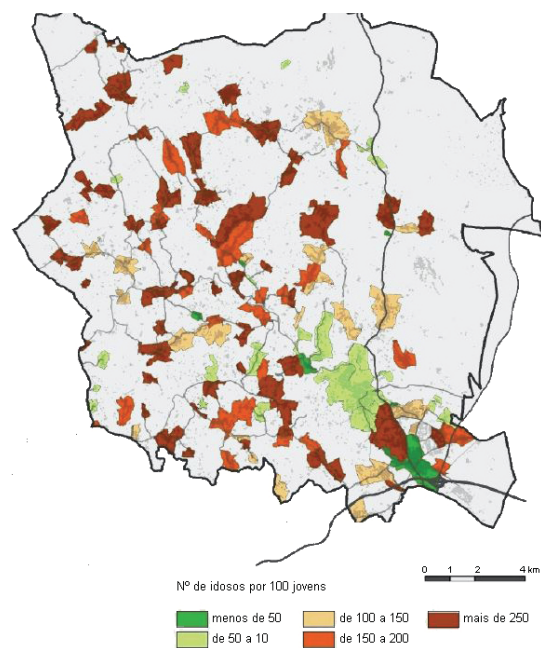 0 1 2 4 km
Nº de idosos por 100 jovens
menos de 50 de 100 a 150 mais de 250
de 50 a 10 de 150 a 200